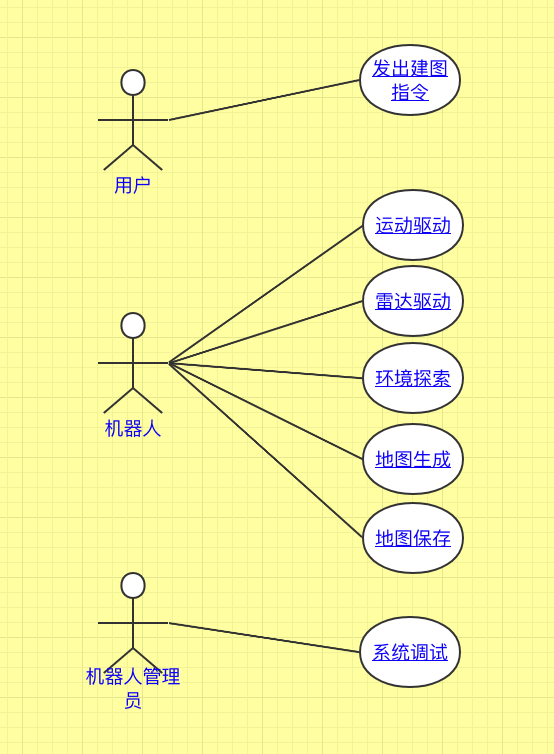 发出建图
指令
用户
运动驱动
雷达驱动
环境探索
机器人
地图生成
地图保存
系统调试
机器人管理
员